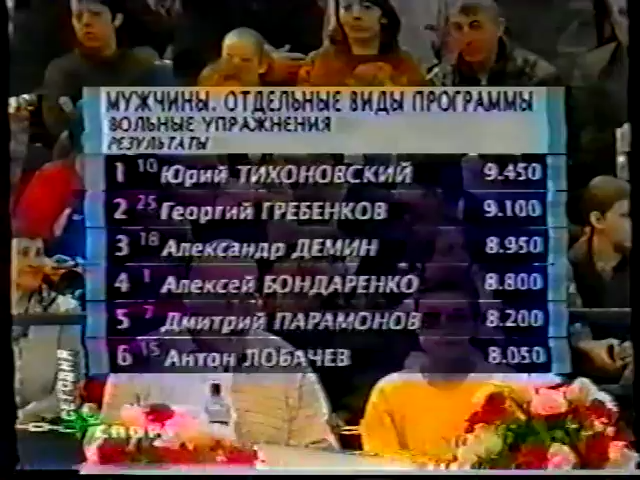 МУЖЧИНЫ. ОТДЕЛЬНЫЕ ВИДЫ ПРОГРАММЫ
ВОЛЬНЫЕ УПРАЖНЕНИЯ
РЕЗУЛЬТАТЫ
1 10 Юрий ТИХОНОВСКИЙ 9.450
2 25 Георгий ГРЕБЕНКОВ 9.100
3 18 Александр ДЕМИН 8.950
4 1 Алексей БОНДАРЕНКО 8.800
5 7 Дмитрий ПАРАМОНОВ 8.200
6 15 Антон ЛОБАЧЕВ 8.050
СЕГОДНЯ